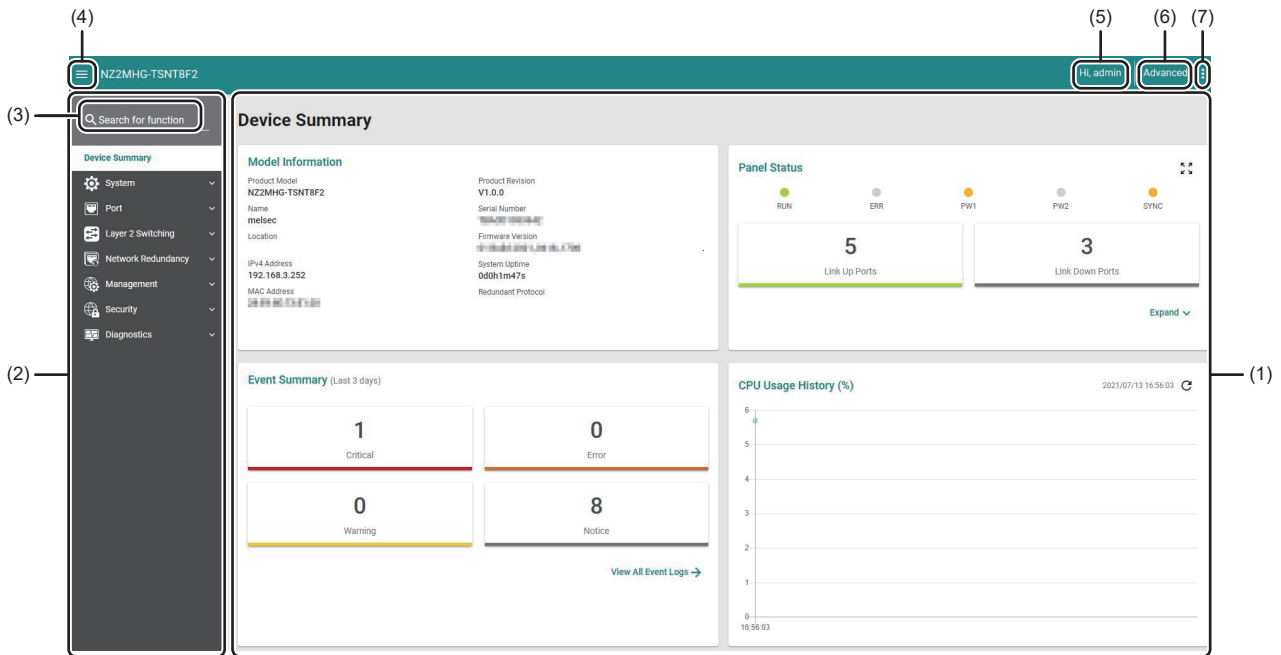 (4)
(5)
(6)
(7)
NZ2MHG-TSNT8F2
Hi, admin
Advanced
(3)
Search for function
Device Summary
System
Port
Layer 2 Switching
Network Redundancy
Management
Security
Diagnostics
(2)
(1)
Device Summary
Model Information
Product Model
NZ2MHG-TSNT8F2
Name
melsec
Location
IPv4 Address
192.168.3.252
MAC Address
Product Revision
V1.0.0
Serial Number
Firmware Version
System Uptime
0d0h1m47s
Redundant Protocol
Panel Status
RUN
ERR
PW1
PW2
SYNC
5
Link Up Ports
3
Link Down Ports
Expand
Event Summary (Last 3 days)
1
Critical
0
Error
0
Warning
8
Notice
View All Event Logs
CPU Usage History (%)
2021/07/13 16:56:03
6
5
4
3
2
1
0
16:56:03